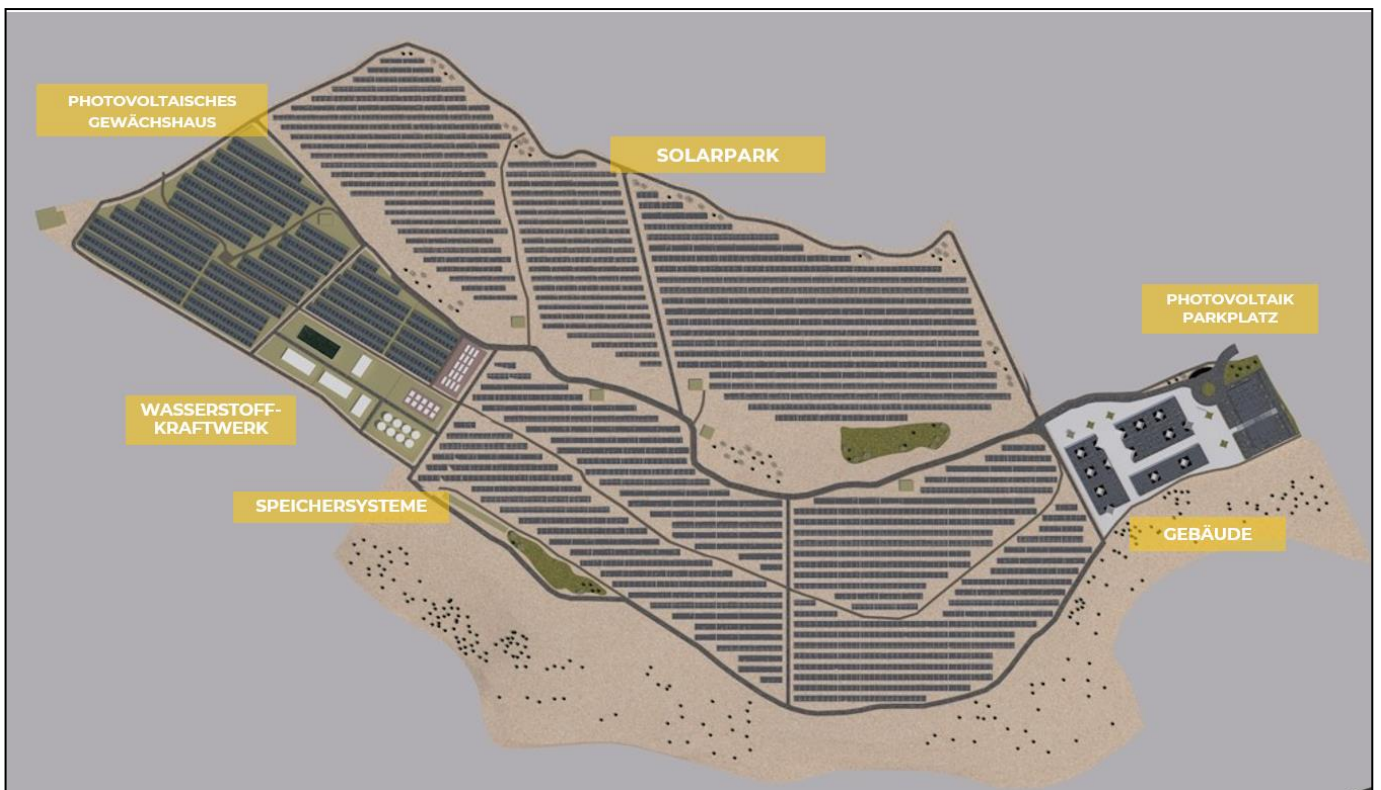 PHOTOVOLTAISCHES
GEWÄCHSHAUS
SOLARPARK
PHOTOVOLTAIK
PARKPLATZ
WASSERSTOFF-
KRAFTWERK
SPEICHERSYSTEME
GEBÄUDE